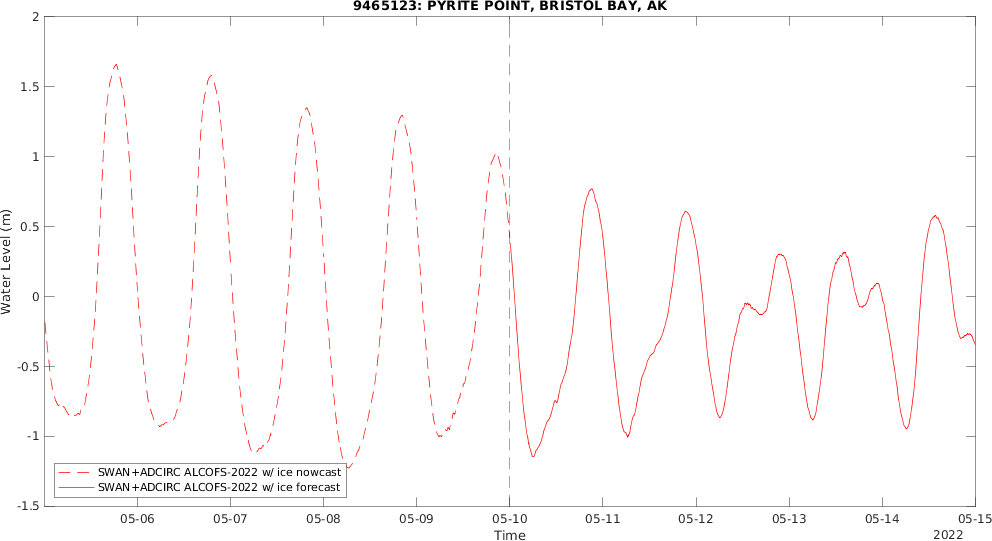 9465123: PYRITE POINT, BRISTOL BAY, AK
Water Level (m)
2
1.5
1
0.5
0
-0.5
-1
-1.5
SWAN+ADCIRC ALCOFS-2022 w/ ice nowcast
SWAN+ADCIRC ALCOFS-2022 w/ ice forecast
05-06 05-07 05-08 05-09 05-10 05-11 05-12 05-13 05-14 05-15
Time
2022